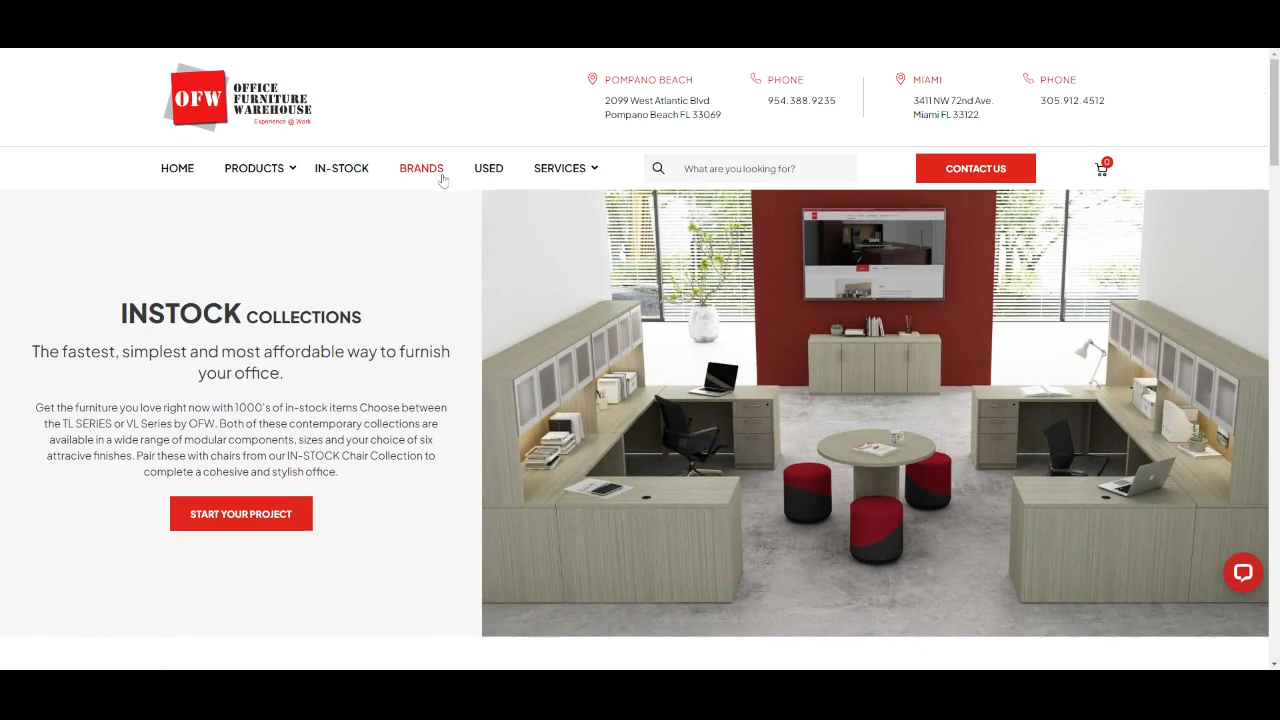 OFW
OFFICE
FURNITURE
WAREHOUSE
Experience @ Work
POMPANO BEACH
2099 West Atlantic Blvd
Pompano Beach FL 33069
PHONE
954.388.9235
MIAMI
3411 NW 72nd Ave.
Miami FL 33122
PHONE
305.912.4512
HOME PRODUCTS IN-STOCK BRANDS USED SERVICES What are you looking for? CONTACT US 0
INSTOCK COLLECTIONS
The fastest, simplest and most affordable way to furnish
your office.
Get the furniture you love right now with 1000's of in-stock items Choose between
the TL SERIES or VL Series by OFW. Both of these contemporary collections are
available in a wide range of modular components, sizes and your choice of six
attracive finishes. Pair these with chairs from our IN-STOCK Chair Collection to
complete a cohesive and stylish office.
START YOUR PROJECT